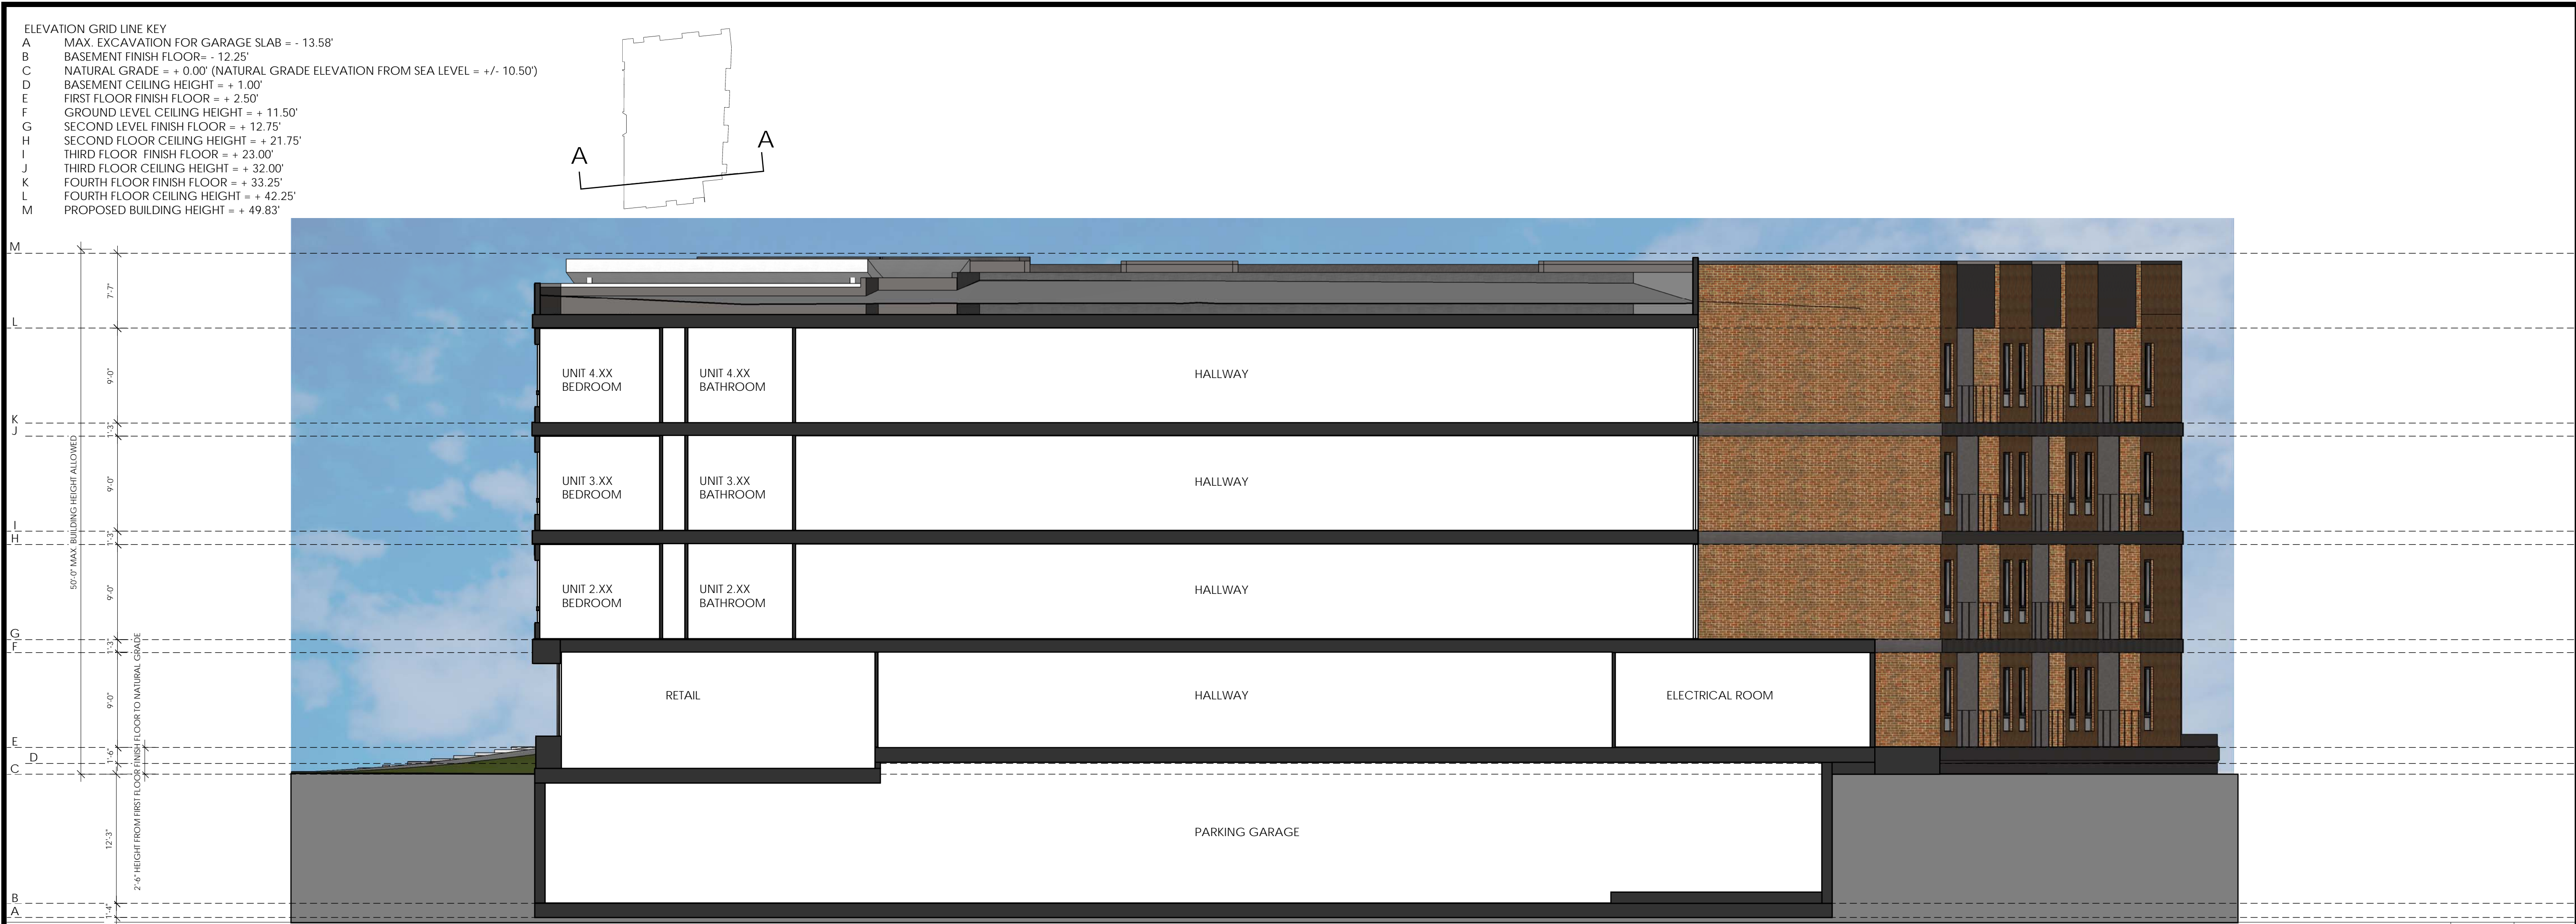 ELEVATION GRID LINE KEY
A MAX. EXCAVATION FOR GARAGE SLAB = - 13.58'
B BASEMENT FINISH FLOOR= - 12.25'
C NATURAL GRADE = + 0.00' (NATURAL GRADE ELEVATION FROM SEA LEVEL = +/- 10.50')
D BASEMENT CEILING HEIGHT = + 1.00'
E FIRST FLOOR FINISH FLOOR = + 2.50'
F GROUND LEVEL CEILING HEIGHT = + 11.50'
G SECOND LEVEL FINISH FLOOR = + 12.75'
H SECOND FLOOR CEILING HEIGHT = + 21.75'
I THIRD FLOOR FINISH FLOOR = + 23.00'
J THIRD FLOOR CEILING HEIGHT = + 32.00'
K FOURTH FLOOR FINISH FLOOR = + 33.25'
L FOURTH FLOOR CEILING HEIGHT = + 42.25'
M PROPOSED BUILDING HEIGHT = + 49.83'
A
A
M
7'-7"
L
9'-0"
UNIT 4.XX
BEDROOM
UNIT 4.XX
BATHROOM
HALLWAY
K
J
1'-3"
50'-0" MAX. BUILDING HEIGHT ALLOWED
9'-0"
UNIT 3.XX
BEDROOM
UNIT 3.XX
BATHROOM
HALLWAY
I
H
1'-3"
9'-0"
UNIT 2.XX
BEDROOM
UNIT 2.XX
BATHROOM
HALLWAY
G
F
1'-3"
9'-0"
2'-6" HEIGHT FROM FIRST FLOOR FINISH FLOOR TO NATURAL GRADE
RETAIL
HALLWAY
ELECTRICAL ROOM
E
D
C
1'-6"
12'-3"
PARKING GARAGE
B
A
1'-4"